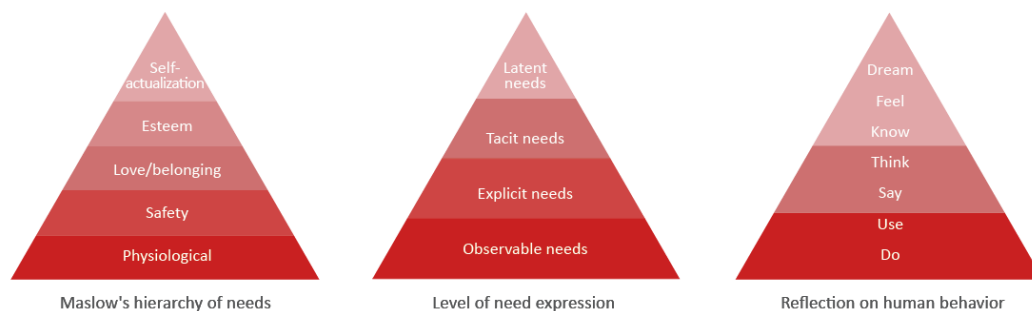 Self-
actualization
Esteem
Love/belonging
Safety
Physiological
Maslow's hierarchy of needs
Latent
needs
Tacit needs
Explicit needs
Observable needs
Level of need expression
Dream
Feel
Know
Think
Say
Use
Do
Reflection on human behavior